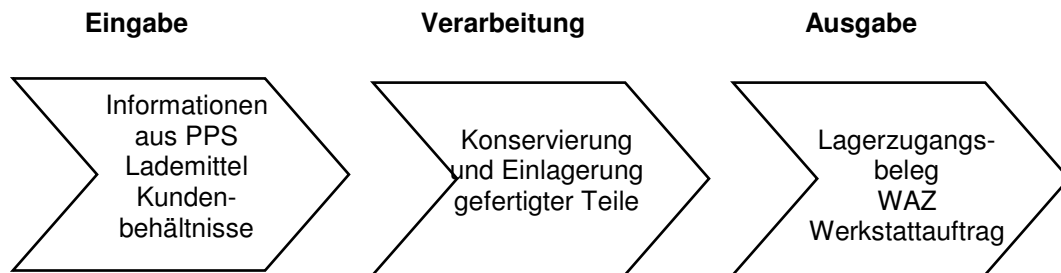 Eingabe
Verarbeitung
Ausgabe
Informationen
aus PPS
Lademittel
Kunden-
behältnisse
Konservierung
und Einlagerung
gefertigter Teile
Lagerzugangs-
beleg
WAZ
Werkstattauftrag